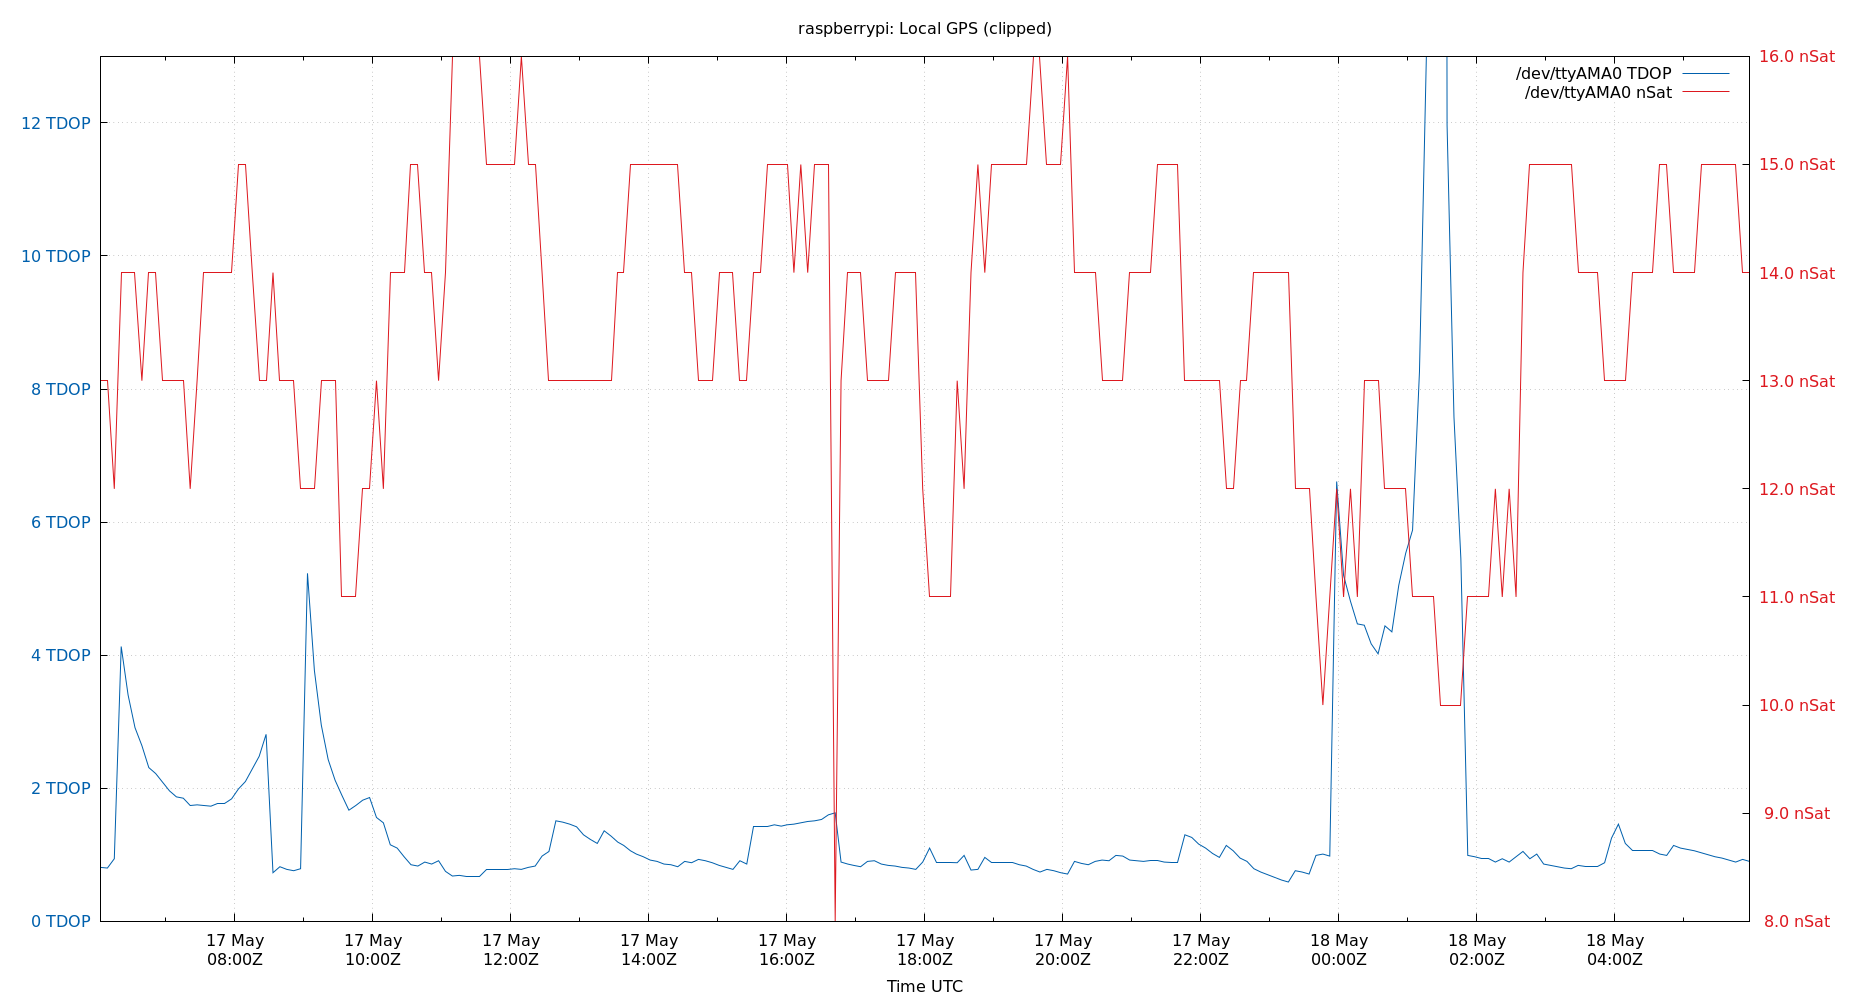 raspberrypi: Local GPS (clipped)
/dev/ttyAMA0 TDOP
/dev/ttyAMA0 nSat
12 TDOP
10 TDOP
8 TDOP
6 TDOP
4 TDOP
2 TDOP
0 TDOP
16.0 nSat
15.0 nSat
14.0 nSat
13.0 nSat
12.0 nSat
11.0 nSat
10.0 nSat
9.0 nSat
8.0 nSat
17 May
08:00Z
17 May
10:00Z
17 May
12:00Z
17 May
14:00Z
17 May
16:00Z
17 May
18:00Z
17 May
20:00Z
17 May
22:00Z
18 May
00:00Z
18 May
02:00Z
18 May
04:00Z
Time UTC